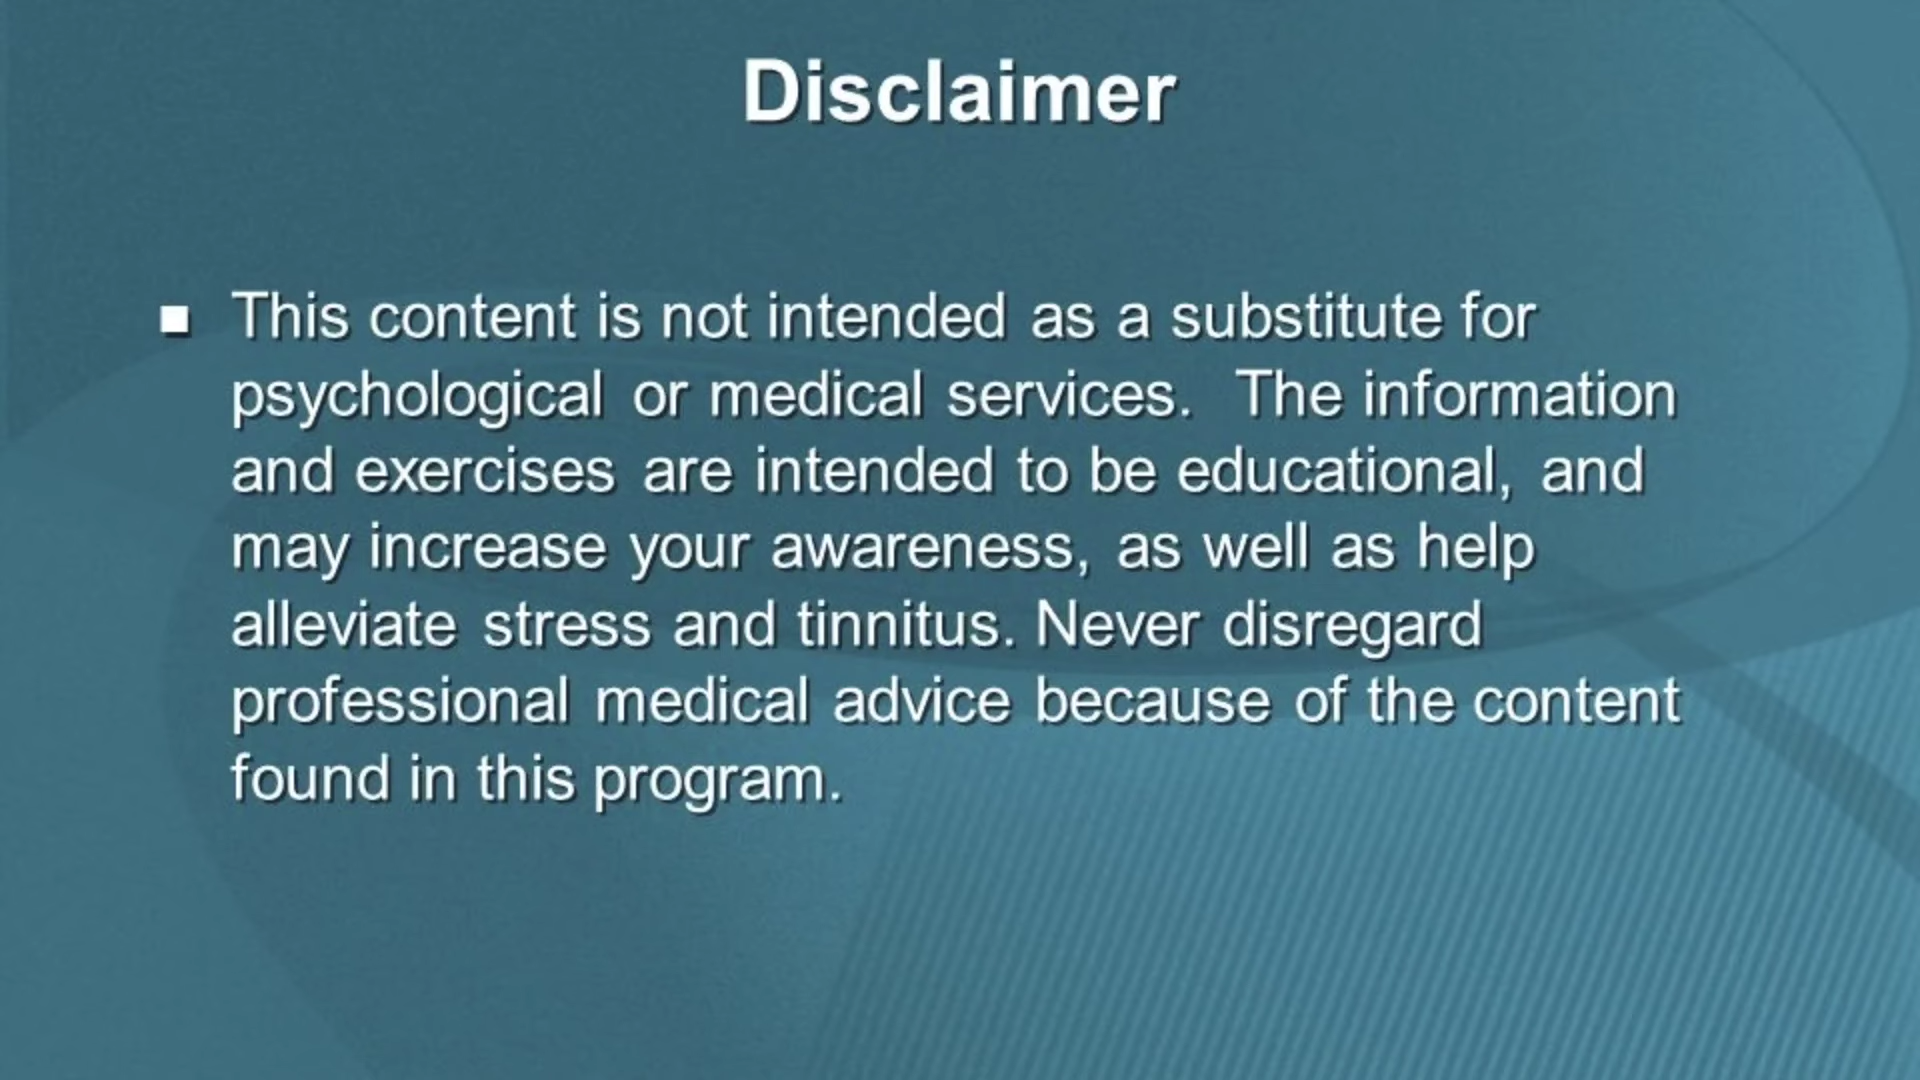 Disclaimer
This content is not intended as a substitute for
psychological or medical services. The information
and exercises are intended to be educational, and
may increase your awareness, as well as help
alleviate stress and tinnitus. Never disregard
professional medical advice because of the content
found in this program.